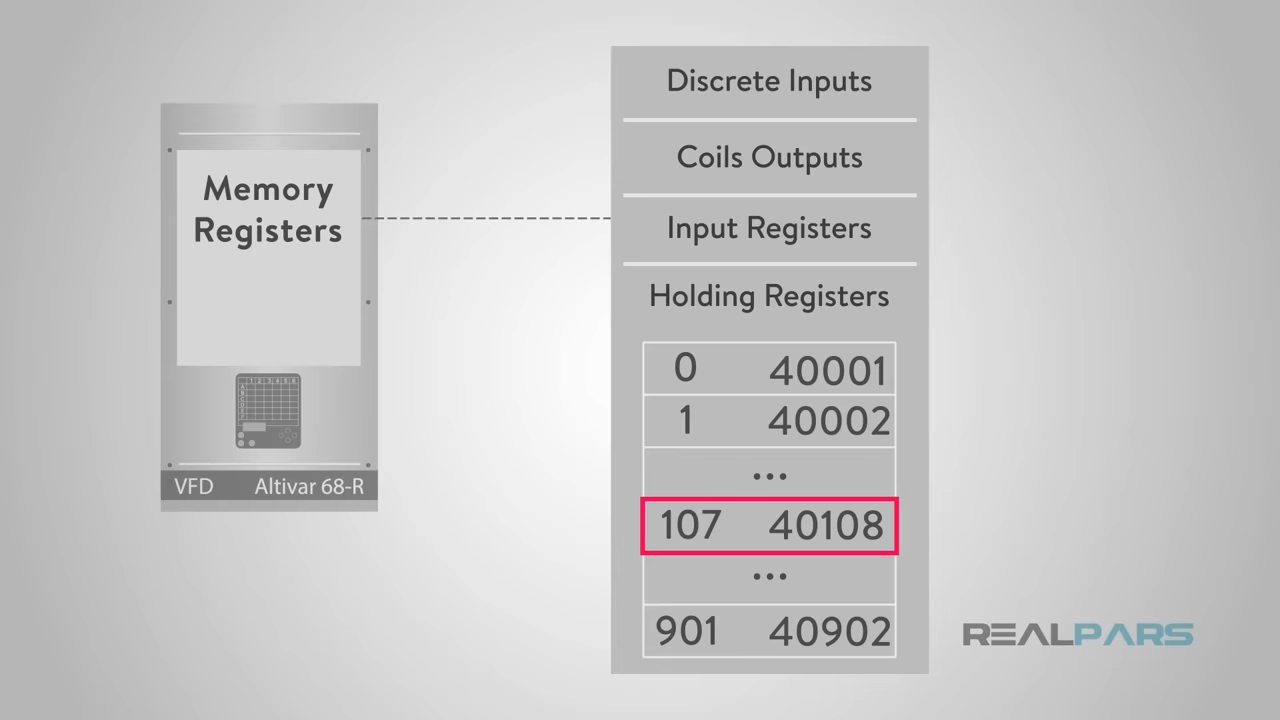 Memory
Registers
VFD Altivar 68-R
Discrete Inputs
Coils Outputs
Input Registers
Holding Registers
0 40001
1 40002
...
107 40108
...
901 40902
REALPARS